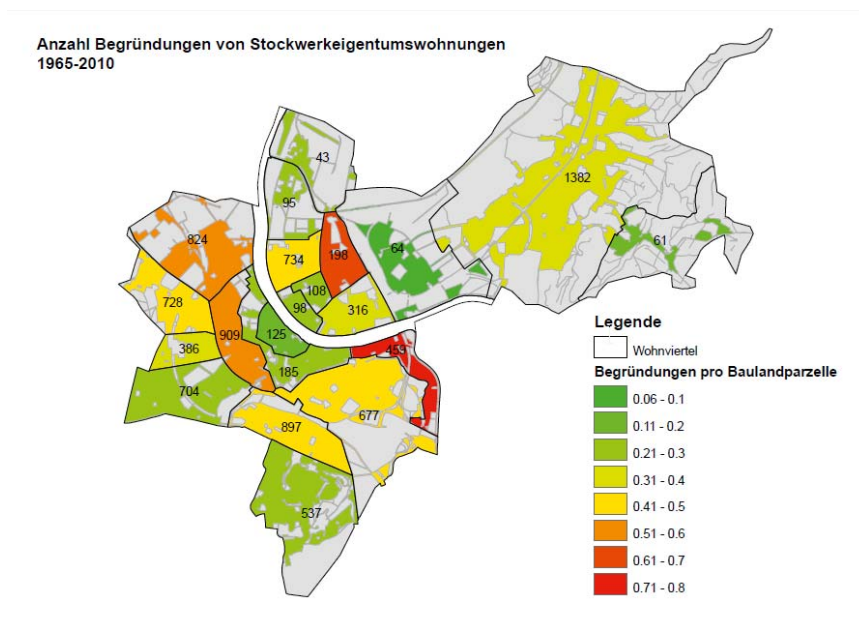 Anzahl Begründungen von Stockwerkeigentumswohnungen
1965-2010
43
95
1382
824
734
198
64
61
728
108
98
316
909
125
386
459
185
704
677
897
537
Legende
Wohnviertel
Begründungen pro Baulandparzelle
0.06 - 0.1
0.11 - 0.2
0.21 - 0.3
0.31 - 0.4
0.41 - 0.5
0.51 - 0.6
0.61 - 0.7
0.71 - 0.8